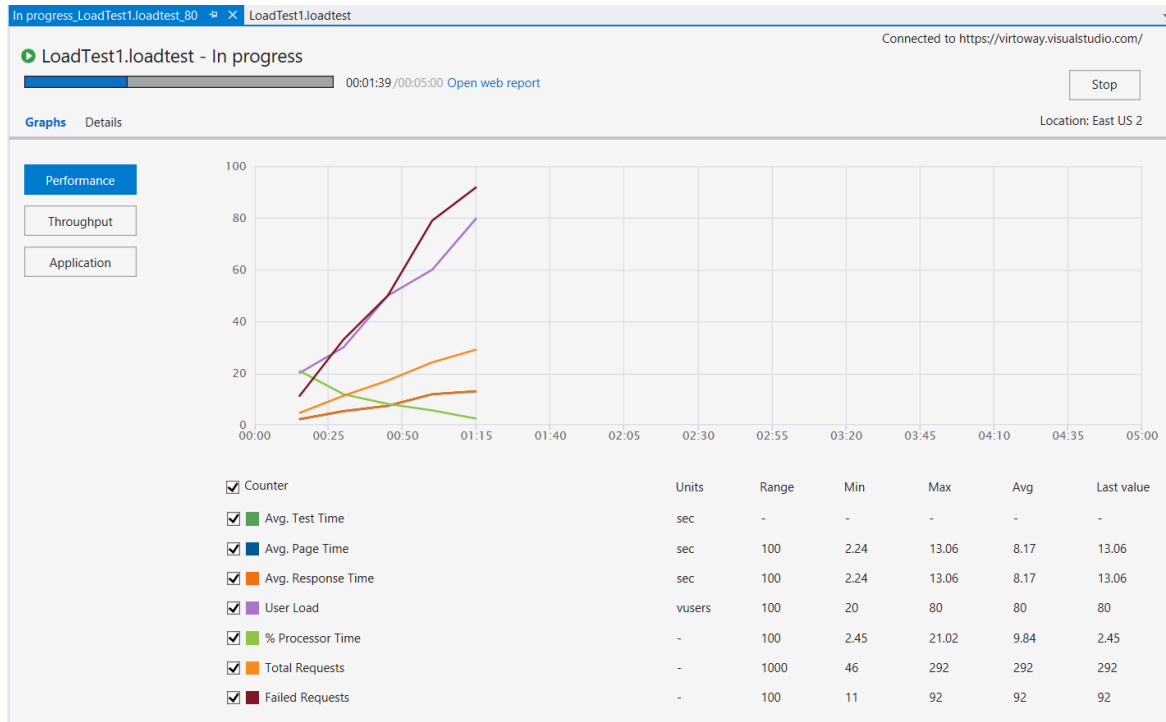 In progress_LoadTest1.loadtest_80 LoadTest1.loadtest
Connected to https://virtoway.visualstudio.com/
LoadTest1.loadtest - In progress
00:01:39 /00:05:00 Open web report
Stop
Graphs Details
Location: East US 2
Performance
Throughput
Application
100
80
60
40
20
0
00:00 00:25 00:50 01:15 01:40 02:05 02:30 02:55 03:20 03:45 04:10 04:35 05:00
Counter Units Range Min Max Avg Last value
Avg. Test Time sec - - - - -
Avg. Page Time sec 100 2.24 13.06 8.17 13.06
Avg. Response Time sec 100 2.24 13.06 8.17 13.06
User Load vusers 100 20 80 80 80
% Processor Time - 100 2.45 21.02 9.84 2.45
Total Requests - 1000 46 292 292 292
Failed Requests - 100 11 92 92 92